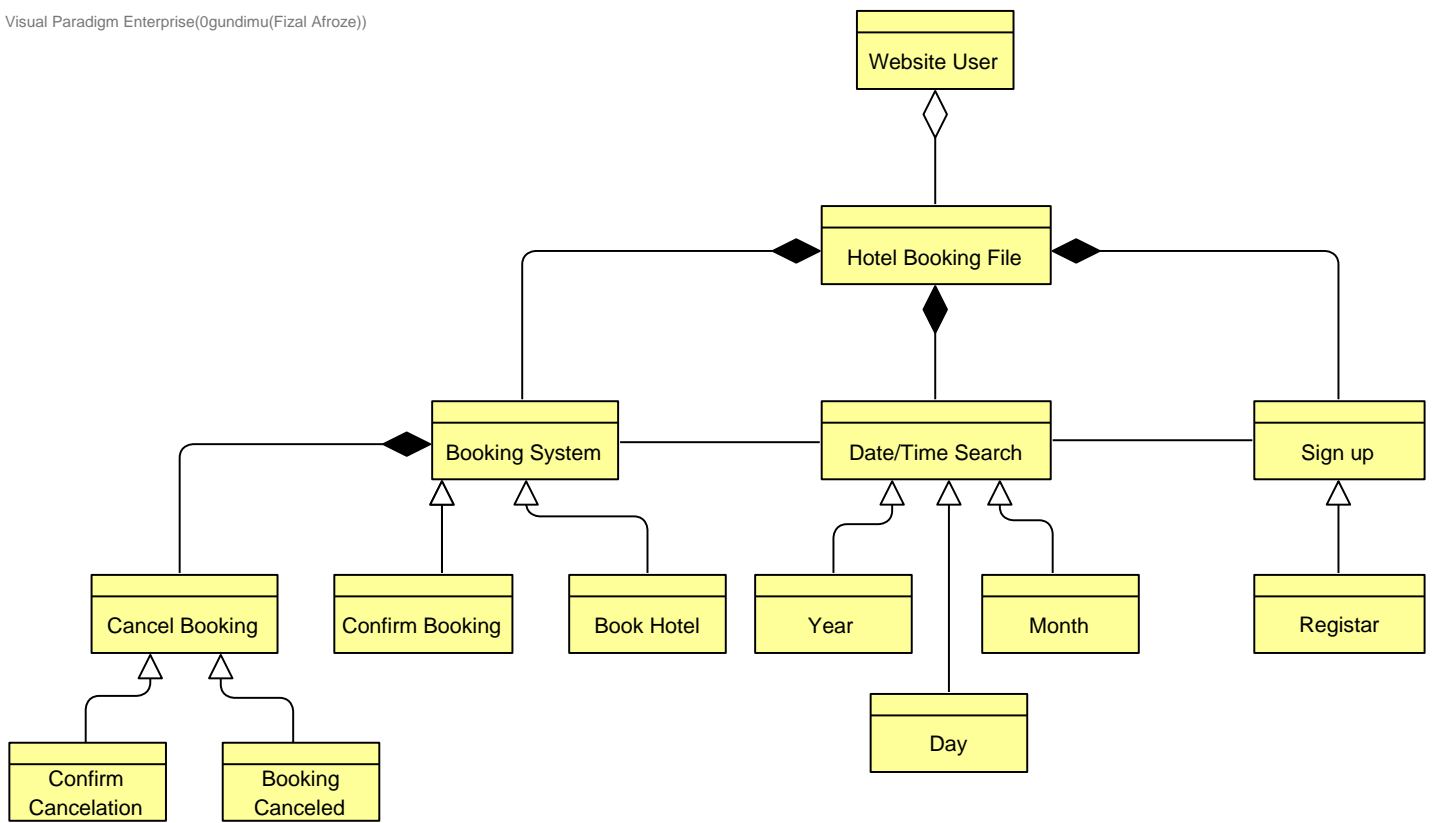 Visual Paradigm Enterprise(0gundimu(Fizal Afroze))
Website User
Hotel Booking File
Booking System
Date/Time Search
Sign up
Cancel Booking
Confirm Booking
Book Hotel
Year
Month
Registar
Day
Confirm
Cancelation
Booking
Canceled